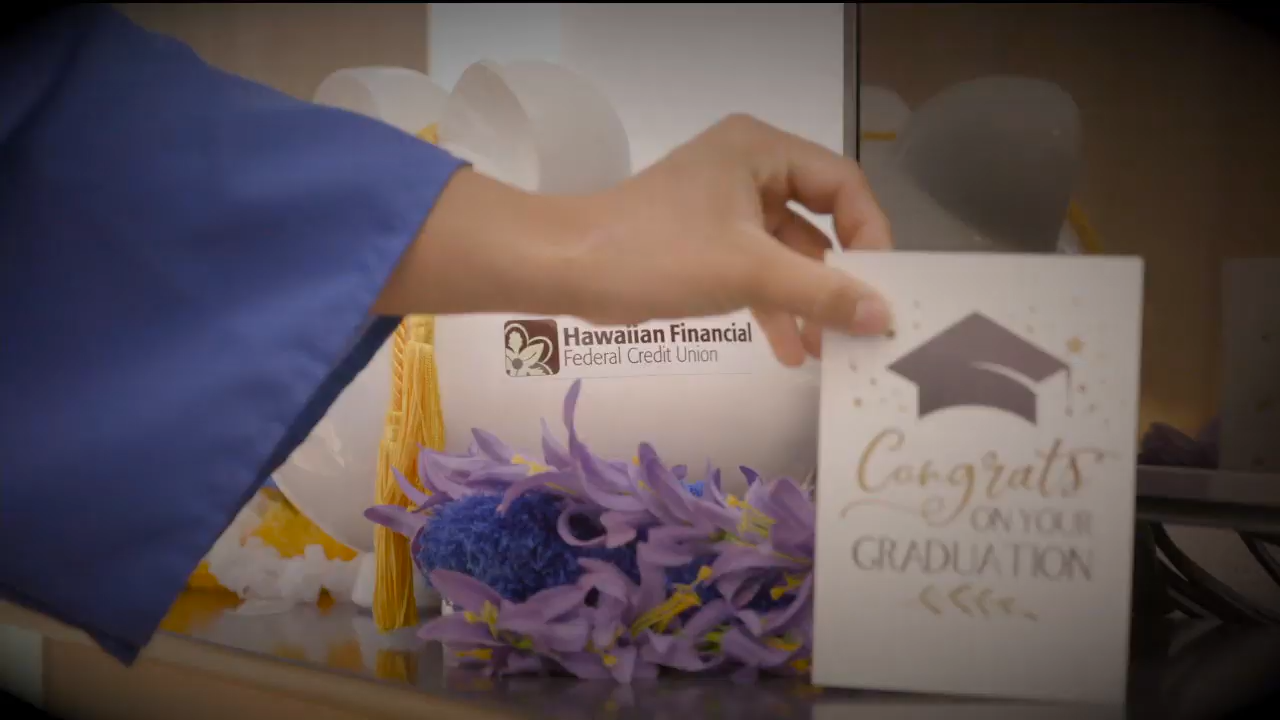 Hawaiian Financial
Federal Credit Union
Congrats
ON YOUR
GRADUATION